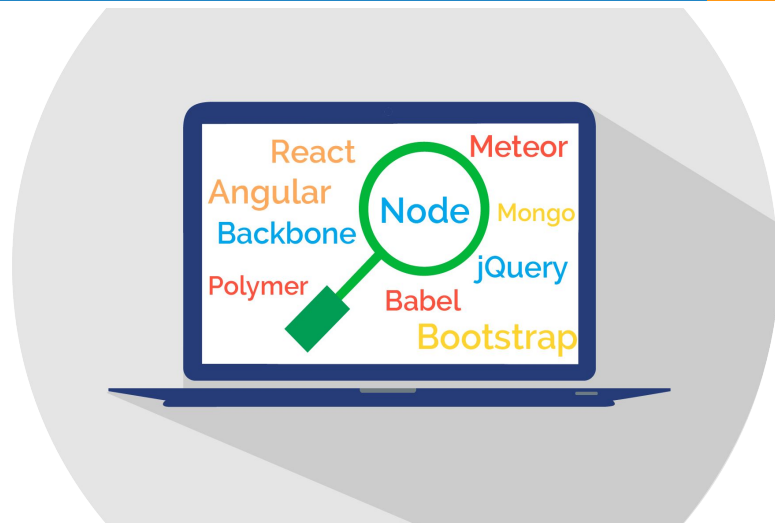 React
Meteor
Angular
Node
Mongo
Backbone
jQuery
Polymer
Babel
Bootstrap